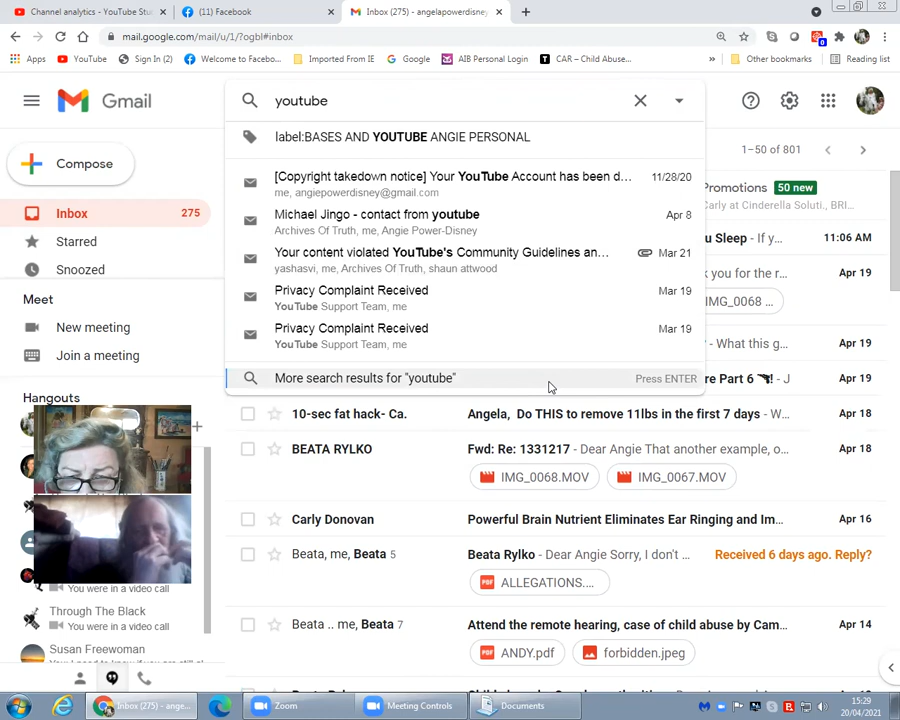 Channel analytics - YouTube Stu
(11) Facebook
Inbox (275) - angelapowerdisney
mail.google.com/mail/u/1/?ogbl#inbox
Apps
YouTube
Sign In (2)
Welcome to Facebo...
Imported From IE
Google
AIB Personal Login
CAR – Child Abuse...
»
Other bookmarks
Reading list
Gmail
youtube
1–50 of 801
label:BASES AND YOUTUBE ANGIE PERSONAL
Compose
[Copyright takedown notice] Your YouTube Account has been d...
11/28/20
me, angiepowerdisney@gmail.com
Promotions 50 new
Carly at Cinderella Soluti., BRI...
Inbox 275
Michael Jingo - contact from youtube
Apr 8
Archives Of Truth, me, Angie Power-Disney
Starred
u Sleep - If y...
11:06 AM
Your content violated YouTube's Community Guidelines an...
Mar 21
yashasvi, me, Archives Of Truth, shaun attwood
Snoozed
k you for the r...
Apr 19
Meet
Privacy Complaint Received
Mar 19
YouTube Support Team, me
IMG_0068 ...
New meeting
Privacy Complaint Received
Mar 19
YouTube Support Team, me
- What this g...
Apr 19
Join a meeting
More search results for "youtube"
Press ENTER
re Part 6
! - J
Apr 19
Hangouts
10-sec fat hack- Ca.
Angela, Do THIS to remove 11lbs in the first 7 days - W...
Apr 18
BEATA RYLKO
Fwd: Re: 1331217 - Dear Angie That another example, o...
Apr 18
IMG_0068.MOV
IMG_0067.MOV
Carly Donovan
Powerful Brain Nutrient Eliminates Ear Ringing and Im...
Apr 16
Beata, me, Beata 5
Beata Rylko - Dear Angie Sorry, I don't ...
Received 6 days ago. Reply?
ALLEGATIONS....
You were in a video call
Through The Black
You were in a video call
Beata .. me, Beata 7
Attend the remote hearing, case of child abuse by Cam...
Apr 14
Susan Freewoman
ANDY.pdf
forbidden.jpeg
Inbox (275) - ange...
Zoom
Meeting Controls
Documents
15:29
20/04/2021